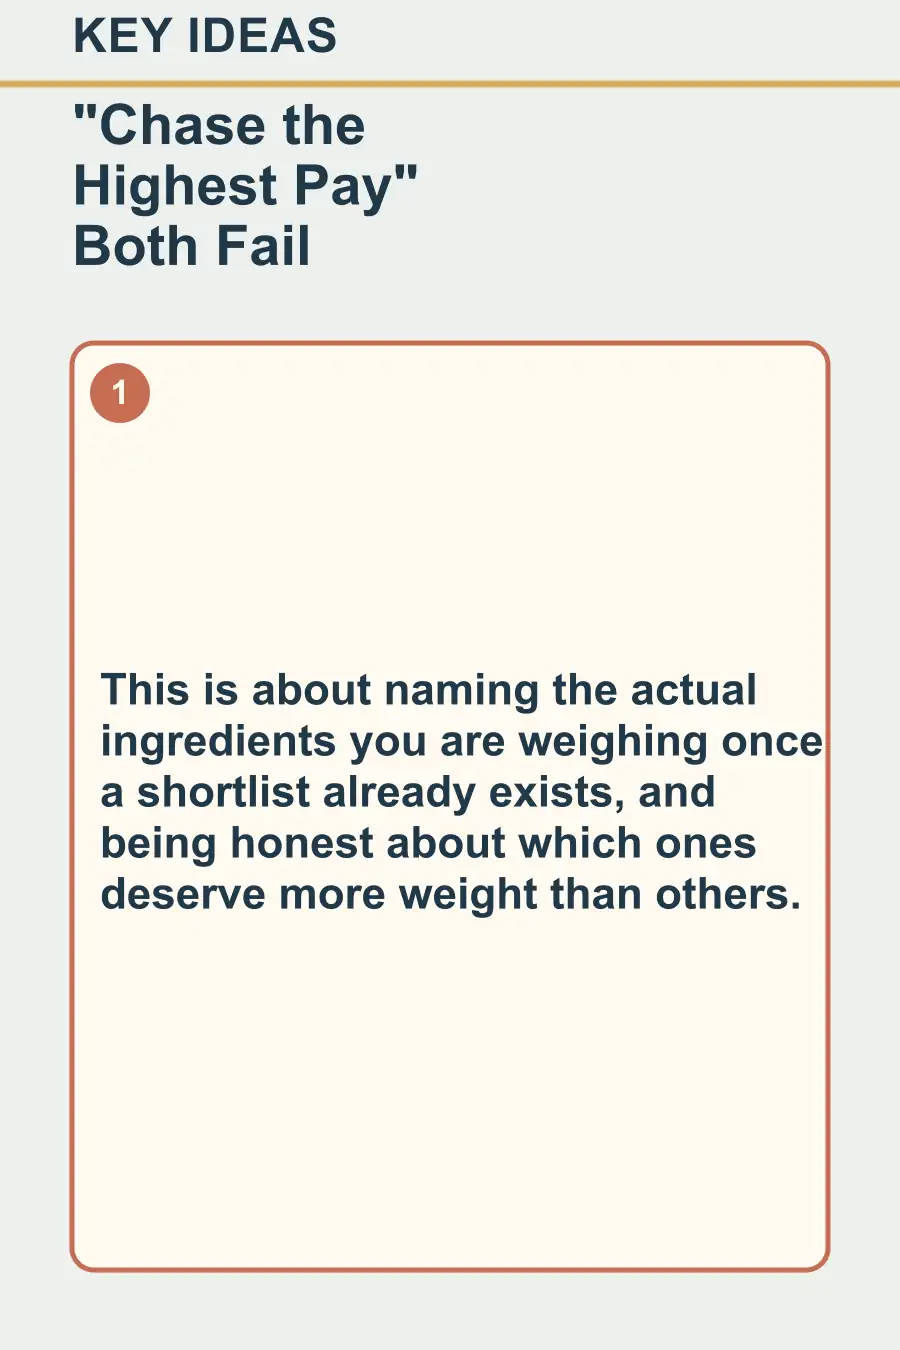 KEY IDEAS
"Chase the
Highest Pay"
Both Fail
1
This is about naming the actual
ingredients you are weighing once
a shortlist already exists, and
being honest about which ones
deserve more weight than others.